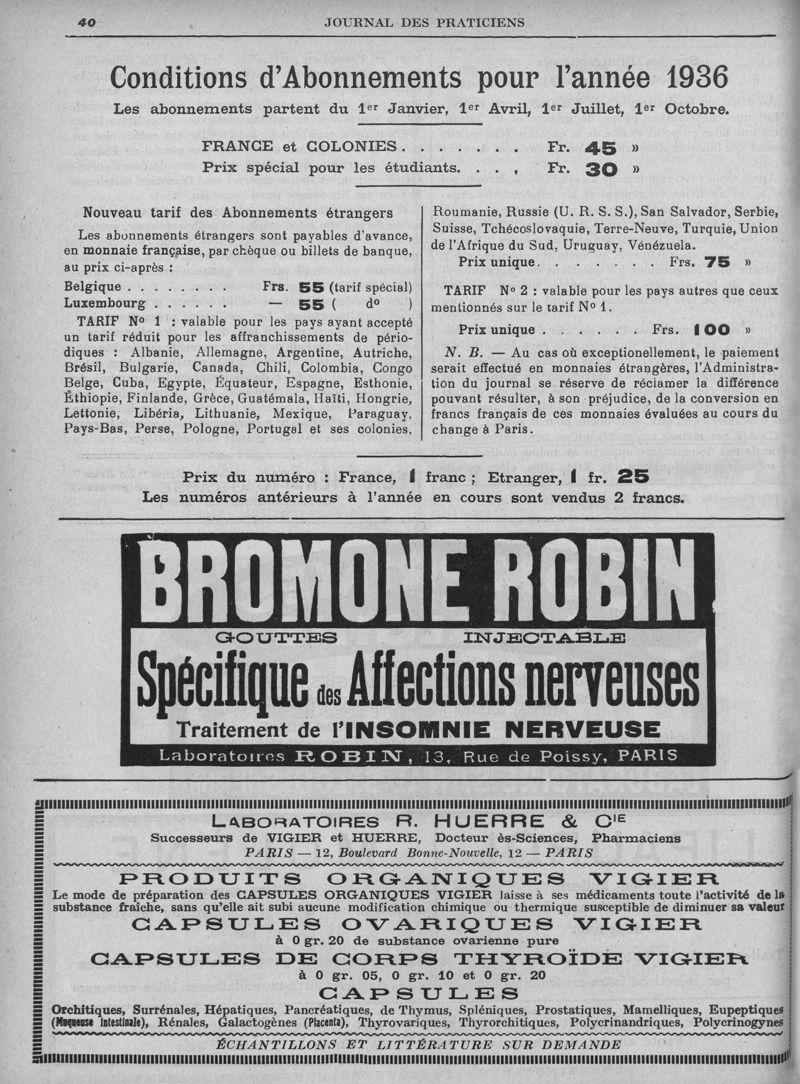 40
JOURNAL DES PRATICIENS
Conditions d'Abonnements pour l'année 1936
Les abonnements partent du 1er Janvier, 1er Avril, 1er Juillet, 1er Octobre.
FRANCE et COLONIES . . . . . . . Fr. 45 »
Prix spécial pour les étudiants. . . , Fr. 30 »
Nouveau tarif des Abonnements étrangers
Les abonnements étrangers sont payables d'avance,
en monnaie française, par chèque ou billets de banque,
au prix ci-après :
Belgique . . . . . . . . Frs. 55 (tarif spécial)
Luxembourg . . . . . . — 55 ( do )
TARIF No 1 : valable pour les pays ayant accepté
un tarif réduit pour les affranchissements de pério-
diques : Albanie, Allemagne, Argentine, Autriche,
Brésil, Bulgarie, Canada, Chili, Colombia, Congo
Belge, Cuba, Egypte, Équateur, Espagne, Esthonie,
Éthiopie, Finlande, Grèce, Guatémala, Haïti, Hongrie,
Lettonie, Libéria, Lithuanie, Mexique, Paraguay,
Pays-Bas, Perse, Pologne, Portugal et ses colonies,
Roumanie, Russie (U. R. S. S.), San Salvador, Serbie,
Suisse, Tchécoslovaquie, Terre-Neuve, Turquie, Union
de l'Afrique du Sud, Uruguay, Vénézuela.
Prix unique. . . . . . . . Frs. 75 »
TARIF No 2 : valable pour les pays autres que ceux
mentionnés sur le tarif No 1.
Prix unique . . . . . . Frs. 100 »
N. B. — Au cas où exceptionellement, le paiement
serait effectué en monnaies étrangères, l'Administra-
tion du journal se réserve de réclamer la différence
pouvant résulter, à son préjudice, de la conversion en
francs français de ces monnaies évaluées au cours du
change à Paris.
Prix du numéro : France, 1 franc ; Etranger, 1 fr. 25
Les numéros antérieurs à l'année en cours sont vendus 2 francs.
BROMONE ROBIN
GOUTTES INJECTABLE
Spécifique des Affections nerveuses
Traitement de l'INSOMNIE NERVEUSE
Laboratoires ROBIN, 13, Rue de Poissy, PARIS
LABORATOIRES R. HUERRE & CIE
Successeurs de VIGIER et HUERRE, Docteur ès-Sciences, Pharmaciens
PARIS — 12, Boulevard Bonne-Nouvelle, 12 — PARIS
PRODUITS ORGANIQUES VIGIER
Le mode de préparation des CAPSULES ORGANIQUES VIGIER laisse à ses médicaments toute l'activité de la
substance fraîche, sans qu'elle ait subi aucune modification chimique ou thermique susceptible de diminuer sa valeur
CAPSULES OVARIQUES VIGIER
à 0 gr. 20 de substance ovarienne pure
CAPSULES DE CORPS THYROÏDE VIGIER
à 0 gr. 05, 0 gr. 10 et 0 gr. 20
CAPSULES
Orchitiques, Surrénales, Hépatiques, Pancréatiques, de Thymus, Spléniques, Prostatiques, Mamelliques, Eupeptiques
(Muqueuse intestinale), Rénales, Galactogènes (Placenta), Thyrovariques, Thyrorchitiques, Polycrinandriques, Polycrinogynes
ÉCHANTILLONS ET LITTÉRATURE SUR DEMANDE